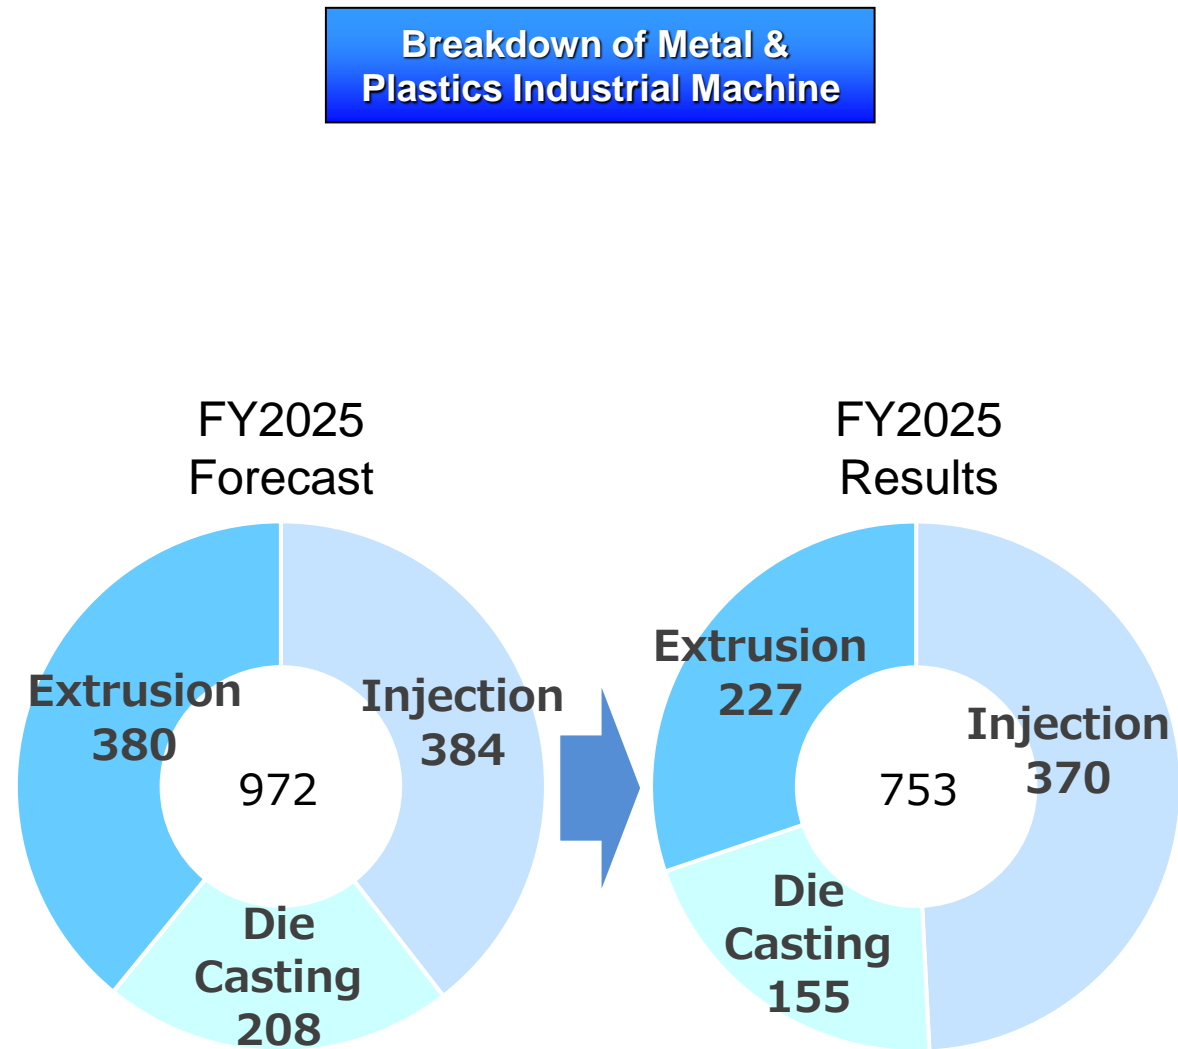 Breakdown of Metal &
Plastics Industrial Machine
FY2025
Forecast
Extrusion
380
Injection
384
972
Die
Casting
208
FY2025
Results
Extrusion
227
Injection
370
753
Die
Casting
155